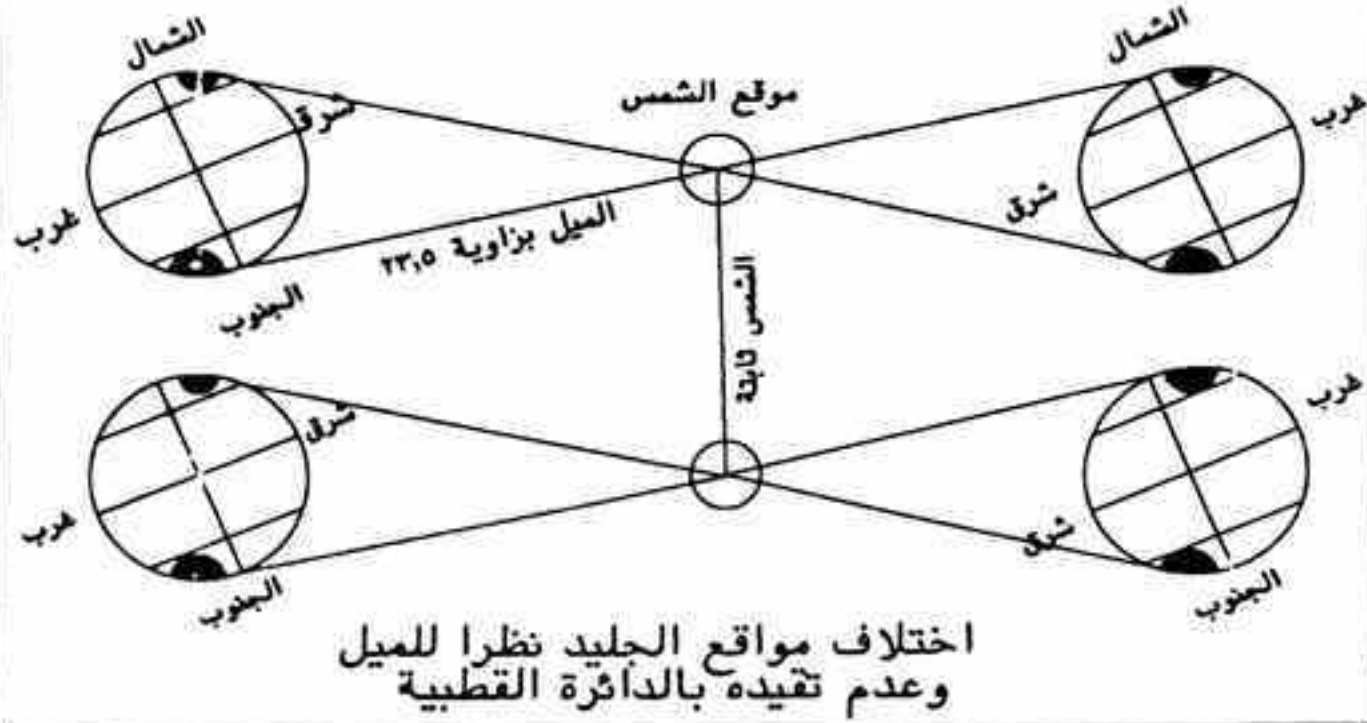 الشمال
الشمال
موقع الشمس
شرق
غرب
غرب
شرق
الميل بزاوية ٢٣,٥
الجنوب
الشمس ثابتة
غرب
شرق
غرب
شرق
الجنوب
الجنوب
اختلاف مواقع الجليد نظرا للميل
وعدم تقيده بالدائرة القطبية